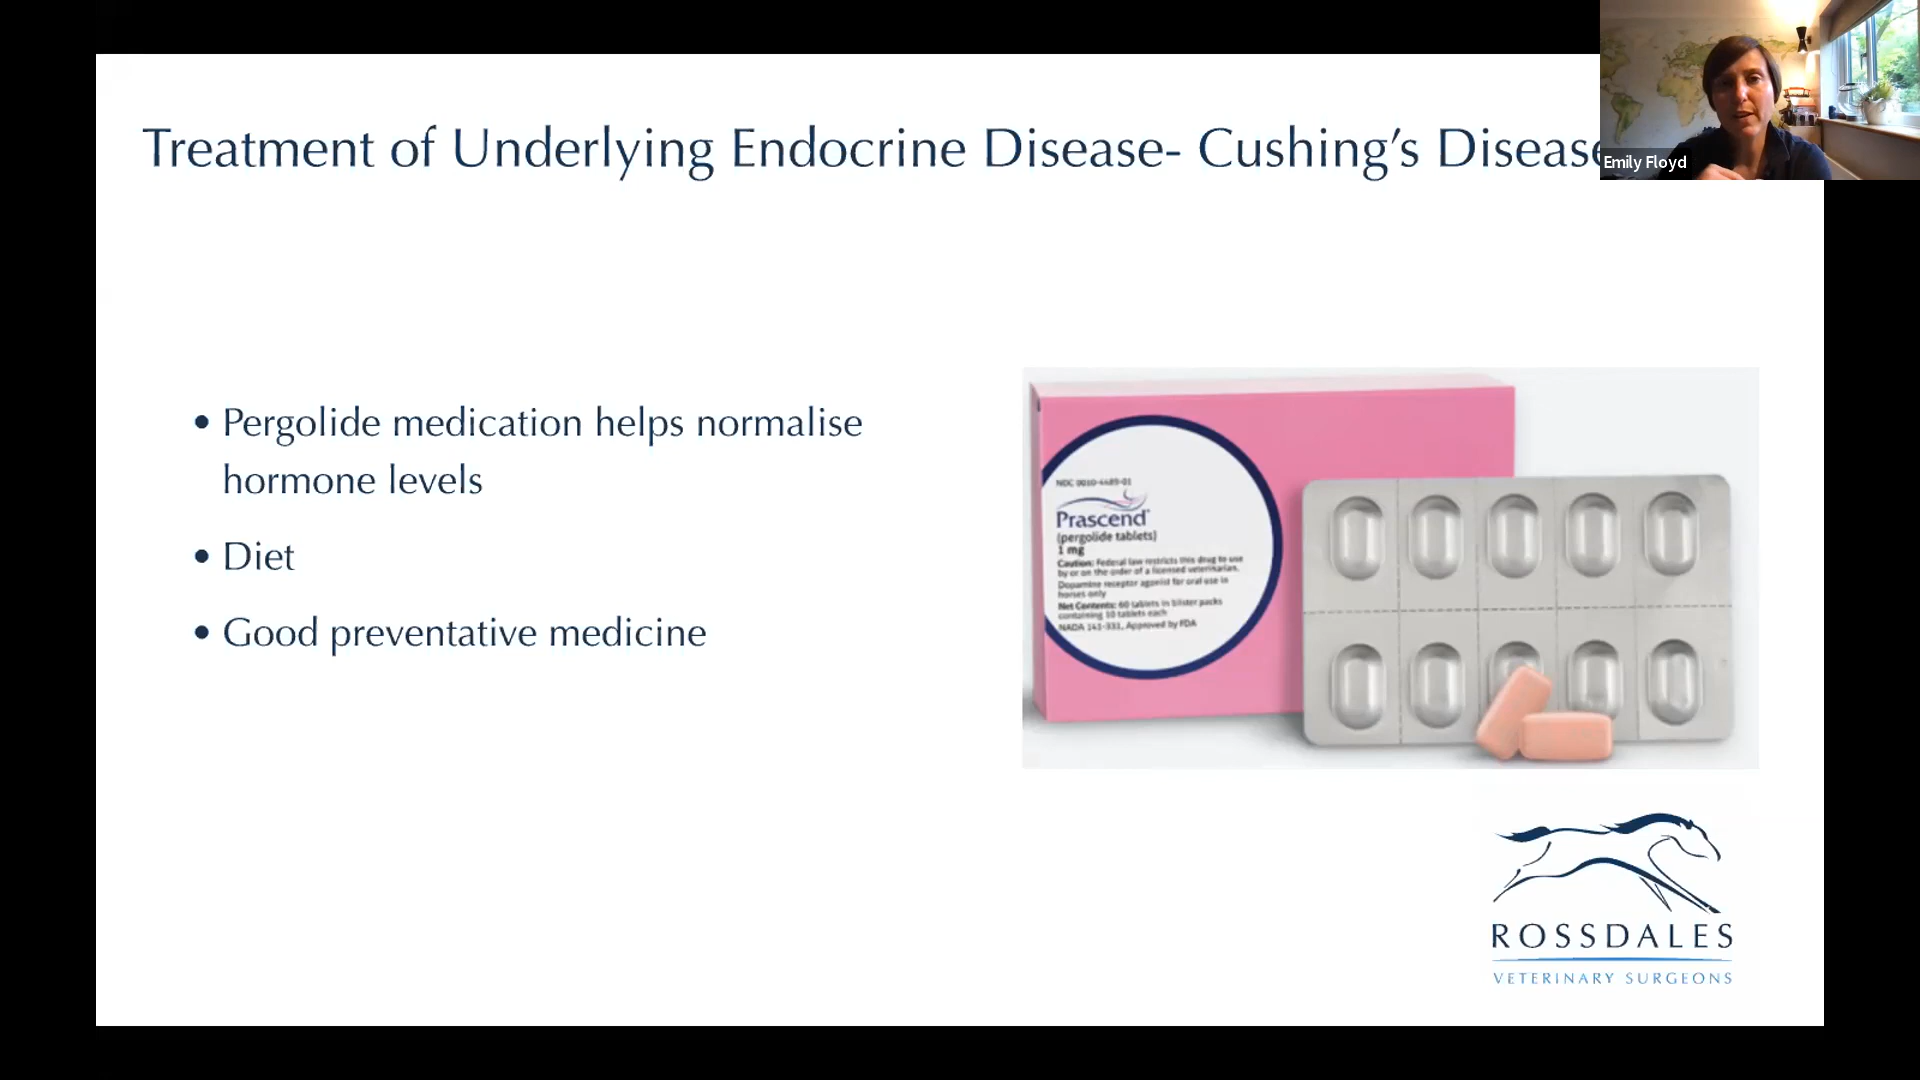 Treatment of Underlying Endocrine Disease- Cushing's Disease
Emily Floyd
• Pergolide medication helps normalise
hormone levels
• Diet
• Good preventative medicine
NDC 0010-4489-01
Prascend®
(pergolide tablets)
1 mg
Caution: Federal law restricts this drug to use
by or on the order of a licensed veterinarian.
Dopamine receptor agonist for oral use in
horses only
Net Contents: 60 tablets in blister packs
containing 10 tablets each
NADA 141-331, Approved by FDA
ROSSDALES
VETERINARY SURGEONS